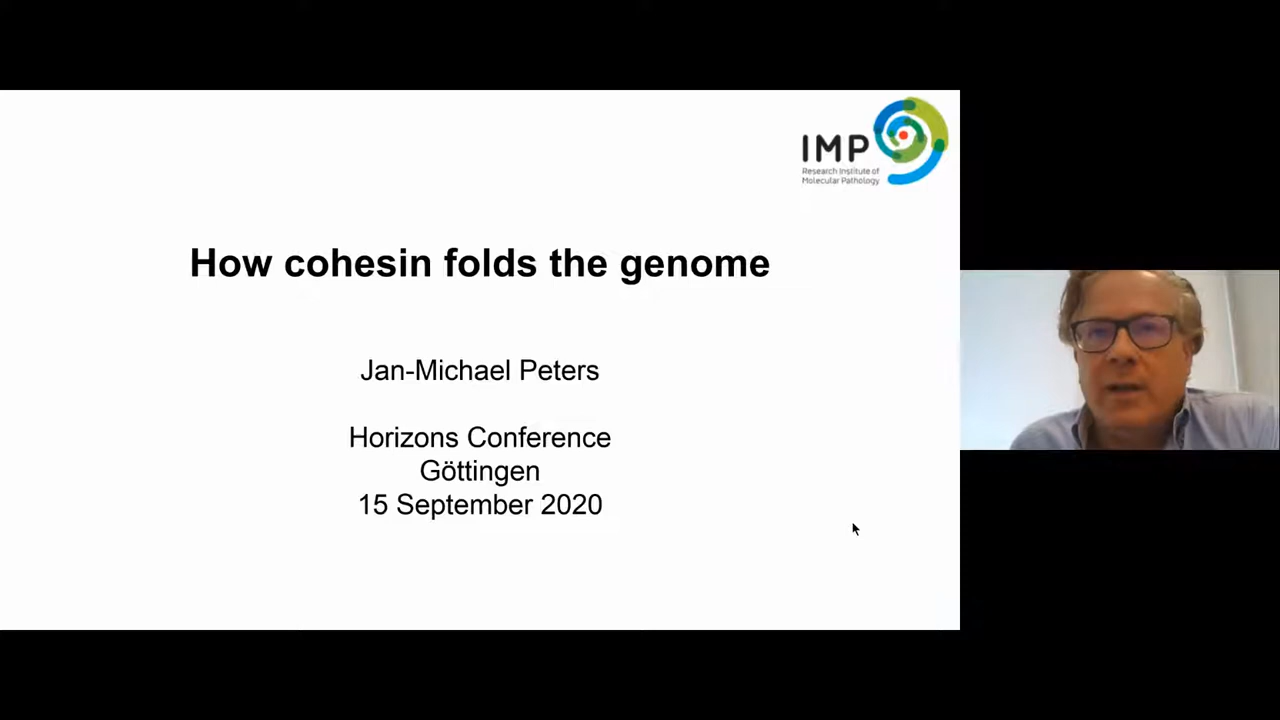 IMP
Research Institute of
Molecular Pathology
How cohesin folds the genome
Jan-Michael Peters
Horizons Conference
Göttingen
15 September 2020